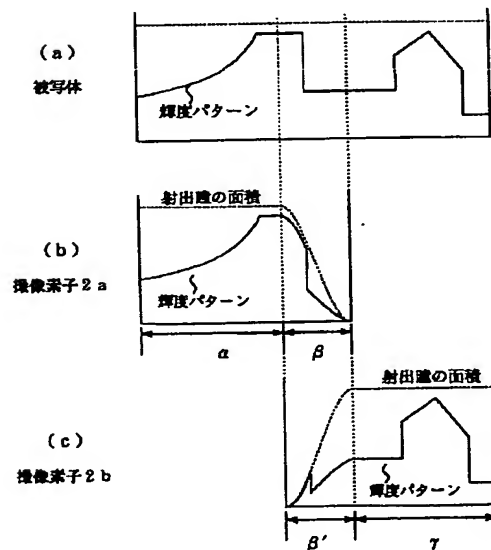 (a)
被写体
輝度パターン
射出瞳の面積
(b)
撮像素子2a
輝度パターン
α
β
射出瞳の面積
(c)
撮像素子2b
輝度パターン
β'
γ